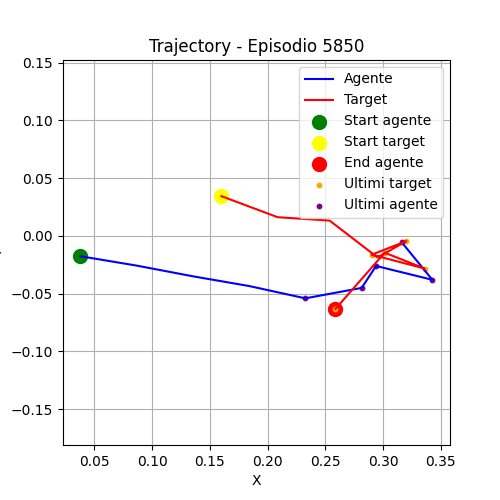 Trajectory - Episodio 5850
Agente
Target
Start agente
Start target
End agente
Ultimi target
Ultimi agente
0.15
0.10
0.05
0.00
−0.05
−0.10
−0.15
0.05 0.10 0.15 0.20 0.25 0.30 0.35
X